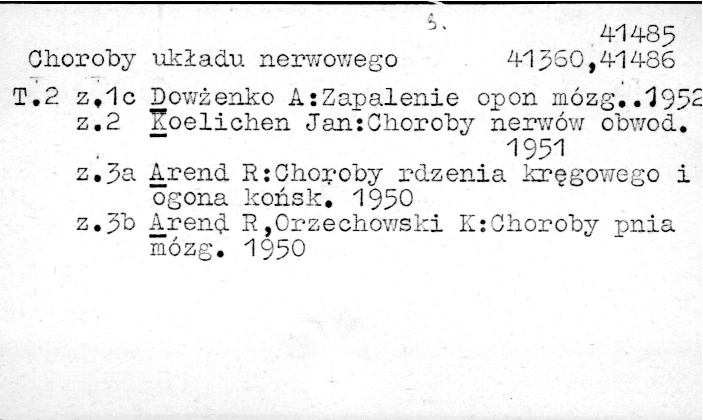 3.
41485
Choroby układu nerwowego 41360,41486
T.2 z.1c Dowżenko A:Zapalenie opon mózg..1952
z.2 Koelichen Jan:Choroby nerwów obwod.
1951
z.3a Arend R:Choroby rdzenia kręgowego i
ogona końsk. 1950
z.3b Arend R,Orzechowski K:Choroby pnia
mózg. 1950